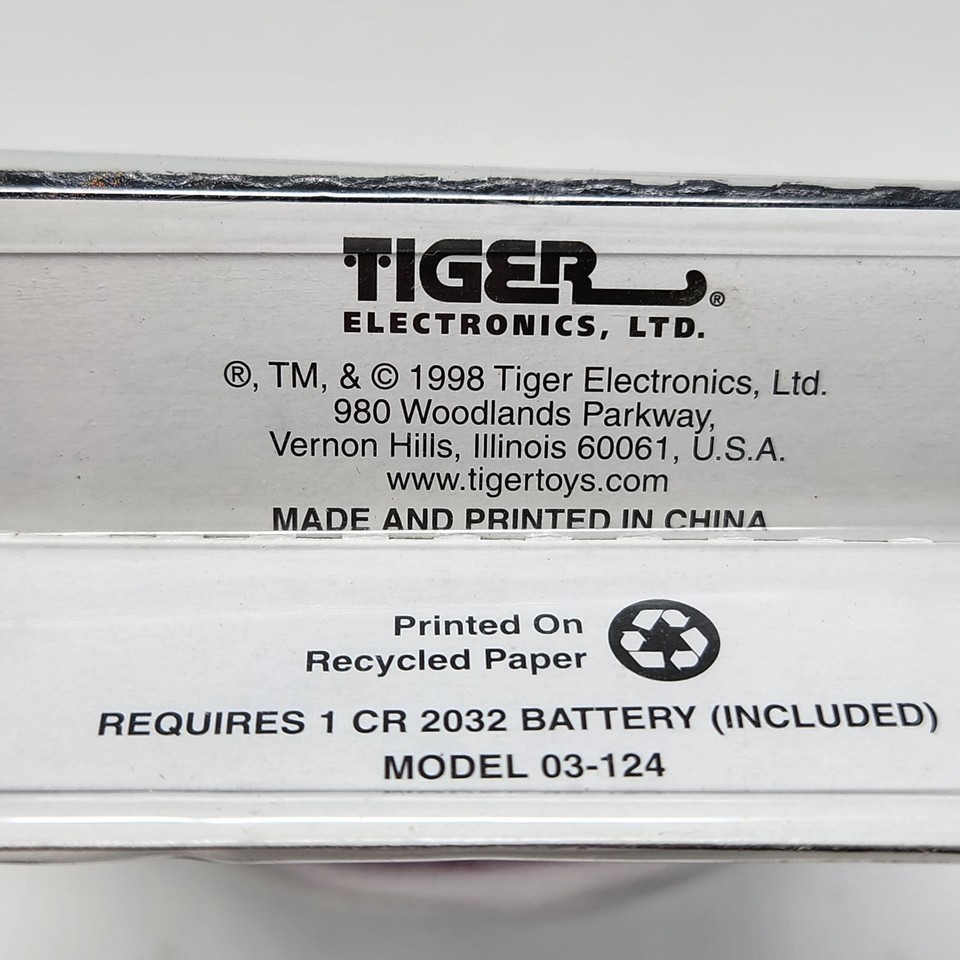 TIGER®
ELECTRONICS, LTD.
®, TM, & © 1998 Tiger Electronics, Ltd.
980 Woodlands Parkway,
Vernon Hills, Illinois 60061, U.S.A.
www.tigertoys.com
MADE AND PRINTED IN CHINA
Printed On
Recycled Paper
REQUIRES 1 CR 2032 BATTERY (INCLUDED)
MODEL 03-124